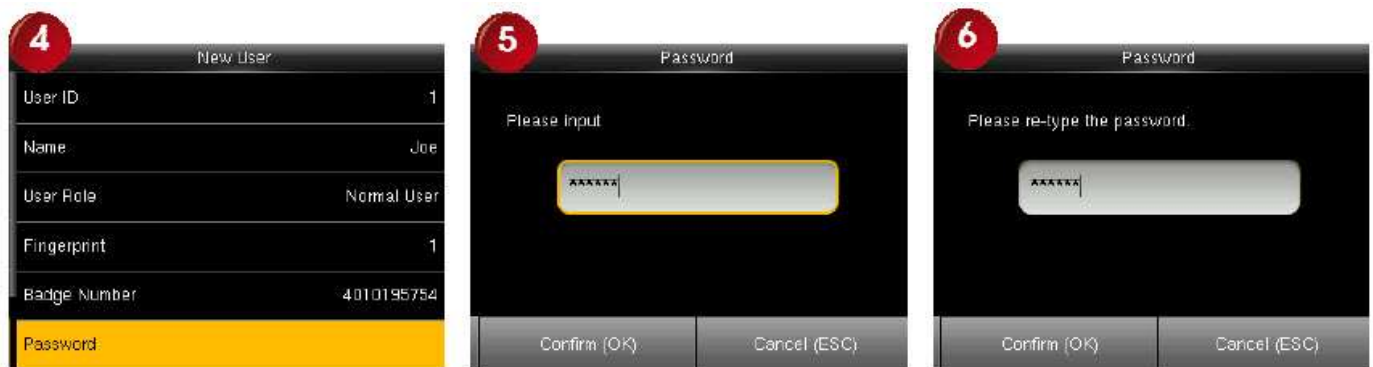 4
New User
User ID 1
Name Joe
User Role Normal User
Fingerprint 1
Badge Number 4010195754
Password
5
Password
Please input
******
Confirm (OK) Cancel (ESC)
6
Password
Please re-type the password.
******
Confirm (OK) Cancel (ESC)